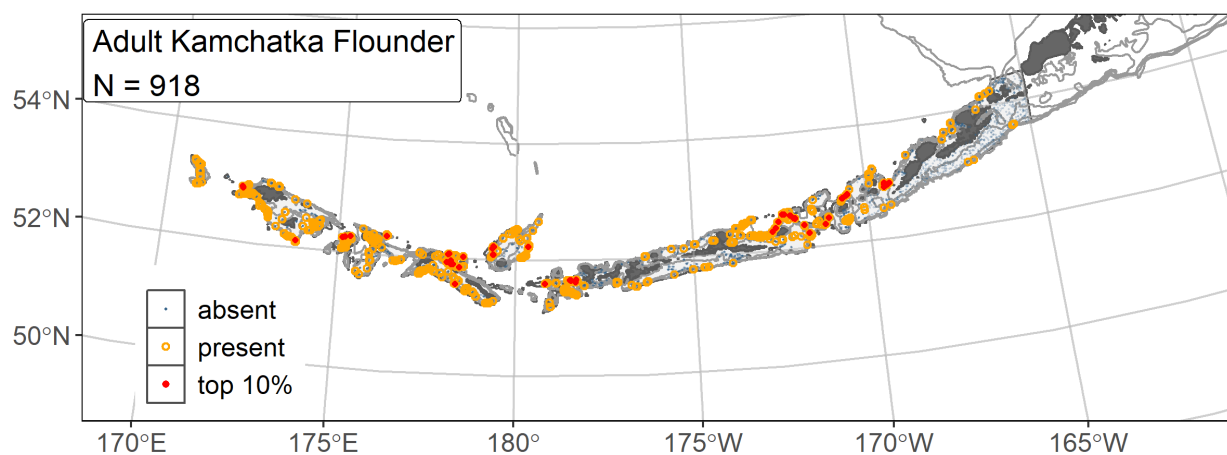 Adult Kamchatka Flounder
N = 918
54°N
52°N
50°N
absent
present
top 10%
170°E
175°E
180°
175°W
170°W
165°W